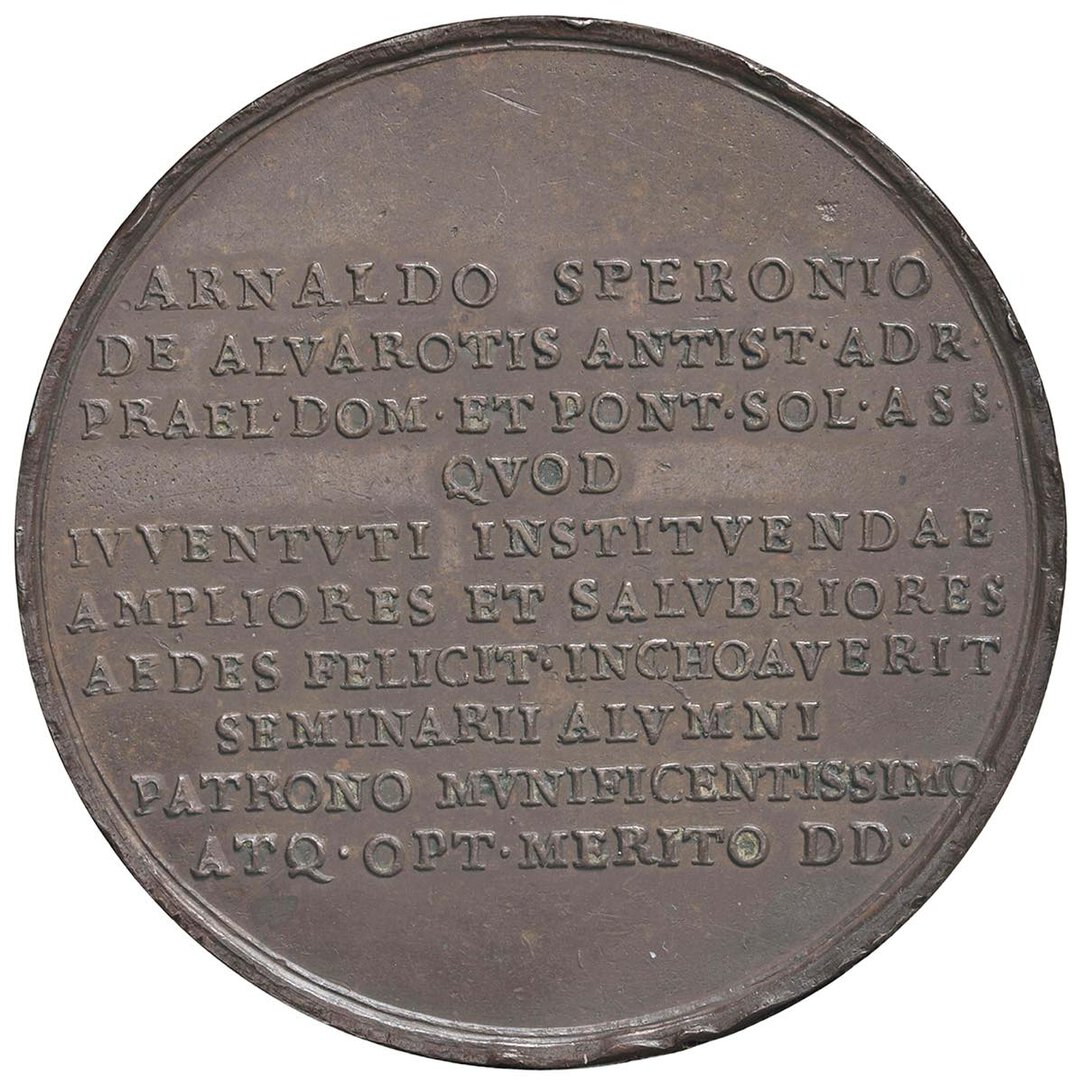 ARNALDO SPERONIO
DE ALVAROTIS ANTIST·ADR·
PRAEL·DOM·ET PONT·SOL·ASS·
QVOD
IVVENTVTI INSTITVENDAE
AMPLIORES ET SALVBRIORES
AEDES FELICIT·INCHOAVERIT
SEMINARII ALVMNI
PATRONO MVNIFICENTISSIMO
ATQ·OPT·MERITO DD·